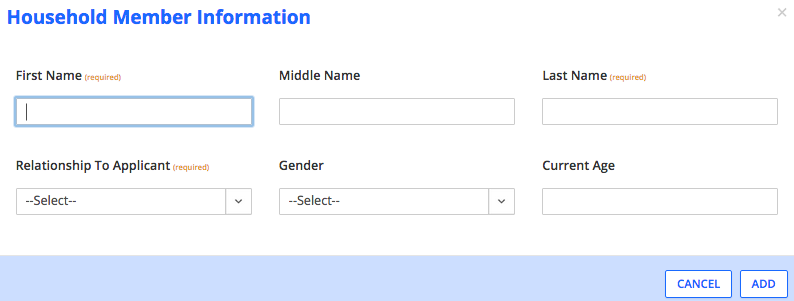 Household Member Information
×
First Name (required) Middle Name Last Name (required)
Relationship To Applicant (required) Gender Current Age
--Select-- --Select--
CANCEL ADD